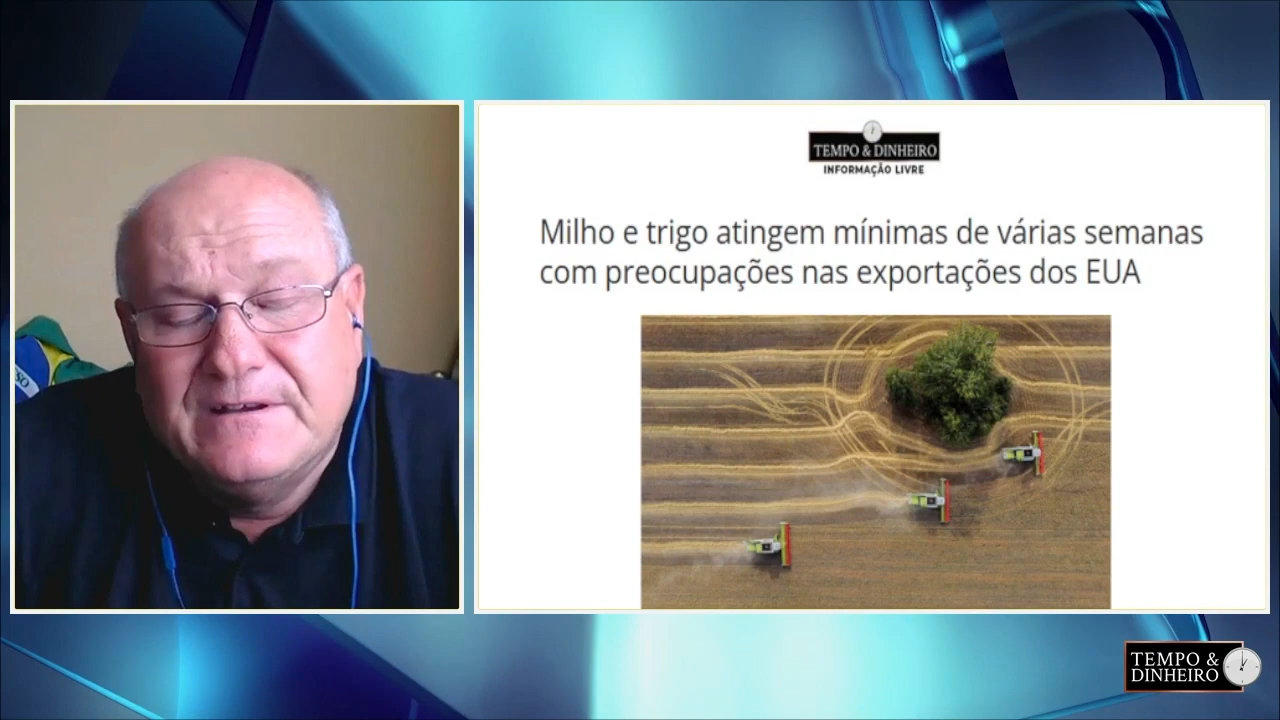 TEMPO & DINHEIRO
INFORMAÇÃO LIVRE
Milho e trigo atingem mínimas de várias semanas
com preocupações nas exportações dos EUA
TEMPO &
DINHEIRO